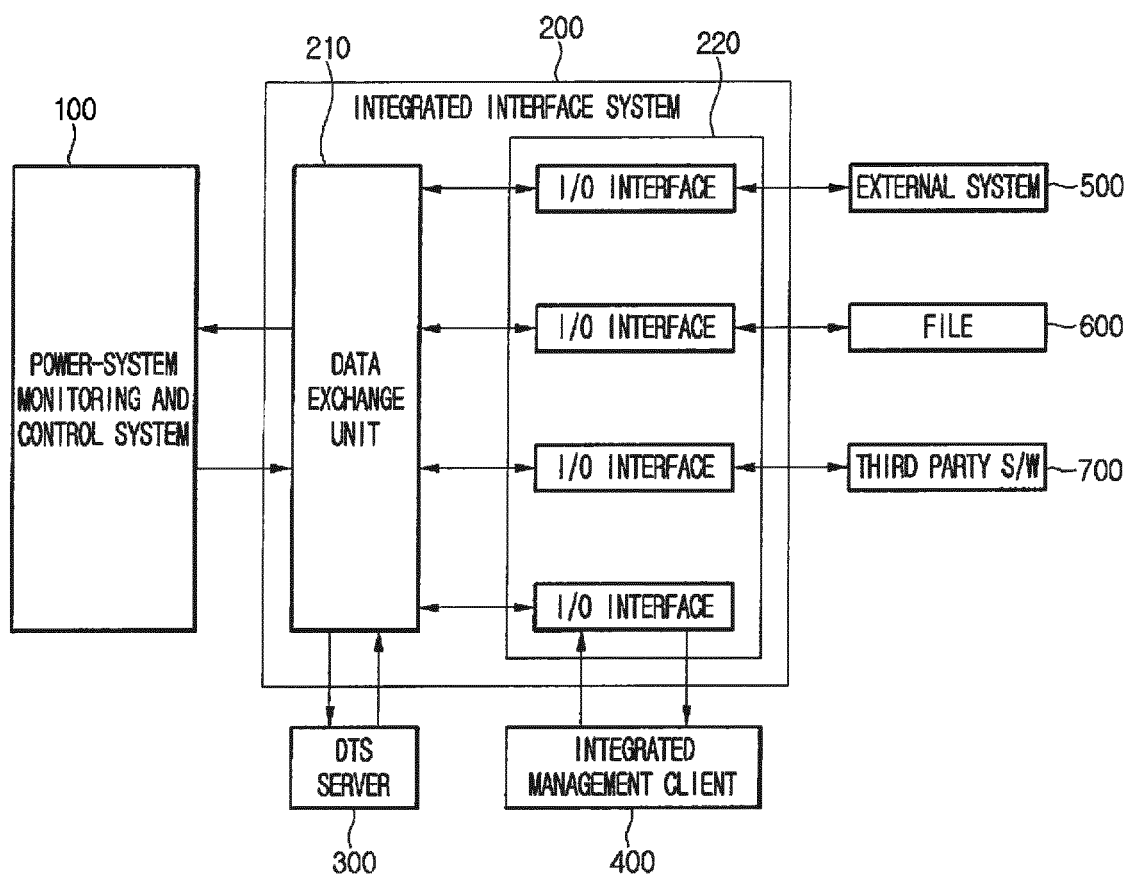 200
210
220
INTEGRATED INTERFACE SYSTEM
100
I/O INTERFACE
EXTERNAL SYSTEM
500
I/O INTERFACE
FILE
600
POWER-SYSTEM
MONITORING AND
CONTROL SYSTEM
DATA
EXCHANGE
UNIT
I/O INTERFACE
THIRD PARTY S/W
700
I/O INTERFACE
DTS
SERVER
INTEGRATED
MANAGEMENT CLIENT
300
400